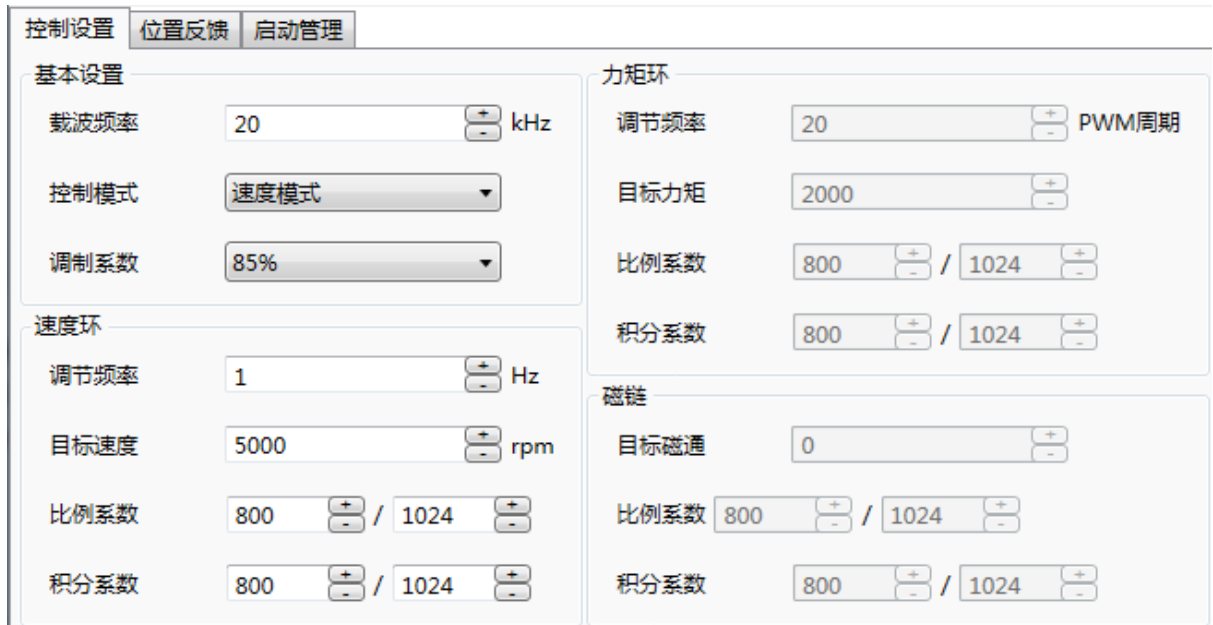 控制设置 位置反馈 启动管理
基本设置
载波频率 20 + - kHz
控制模式 速度模式
调制系数 85%
速度环
调节频率 1 + - Hz
目标速度 5000 + - rpm
比例系数 800 + - / 1024 + -
积分系数 800 + - / 1024 + -
力矩环
调节频率 20 + - PWM周期
目标力矩 2000 + -
比例系数 800 + - / 1024 + -
积分系数 800 + - / 1024 + -
磁链
目标磁通 0 + -
比例系数 800 + - / 1024 + -
积分系数 800 + - / 1024 + -